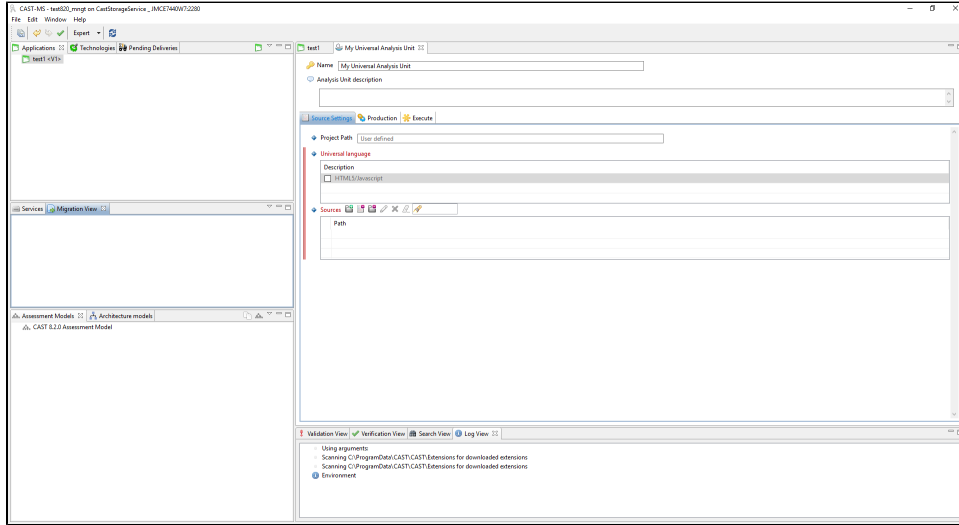 CAST-MS - test820_mngt on CastStorageService _ JMCE7440W7:2280
File Edit Window Help
Expert
Applications Technologies Pending Deliveries
test1 <V1>
Services Migration View
Assessment Models Architecture models
CAST 8.2.0 Assessment Model
test1 My Universal Analysis Unit
Name My Universal Analysis Unit
Analysis Unit description
Source Settings Production Execute
Project Path User defined
Universal language
Description
HTML5/Javascript
Sources
Path
Validation View Verification View Search View Log View
Using arguments:
Scanning C:\ProgramData\CAST\CAST\Extensions for downloaded extensions
Scanning C:\ProgramData\CAST\CAST\Extensions for downloaded extensions
Environment